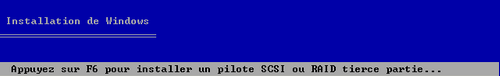 Installation de Windows
Appuyez sur F6 pour installer un pilote SCSI ou RAID tierce partie...